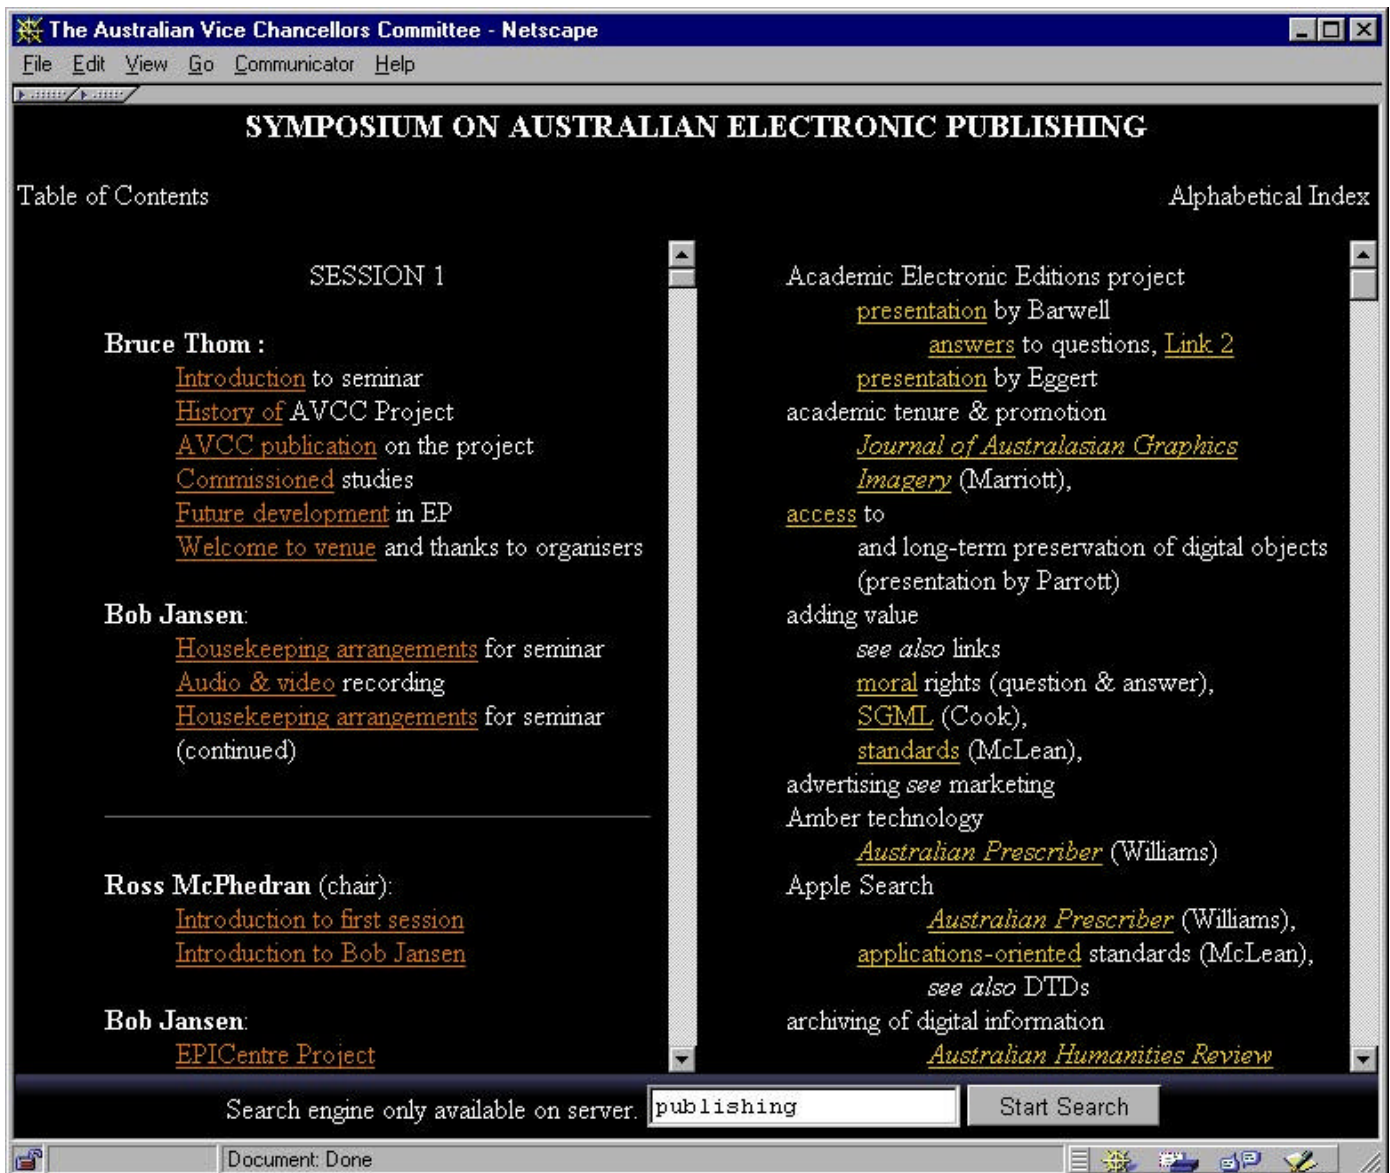 The Australian Vice Chancellors Committee - Netscape
File Edit View Go Communicator Help
SYMPOSIUM ON AUSTRALIAN ELECTRONIC PUBLISHING
Table of Contents
Alphabetical Index
SESSION 1
Bruce Thom :
Introduction to seminar
History of AVCC Project
AVCC publication on the project
Commissioned studies
Future development in EP
Welcome to venue and thanks to organisers
Bob Jansen:
Housekeeping arrangements for seminar
Audio & video recording
Housekeeping arrangements for seminar
(continued)
Ross McPhedran (chair):
Introduction to first session
Introduction to Bob Jansen
Bob Jansen:
EPICentre Project
Academic Electronic Editions project
presentation by Barwell
answers to questions, Link 2
presentation by Eggert
academic tenure & promotion
Journal of Australasian Graphics
Imagery (Marriott),
access to
and long-term preservation of digital objects
(presentation by Parrott)
adding value
see also links
moral rights (question & answer),
SGML (Cook),
standards (McLean),
advertising see marketing
Amber technology
Australian Prescriber (Williams)
Apple Search
Australian Prescriber (Williams),
applications-oriented standards (McLean),
see also DTDs
archiving of digital information
Australian Humanities Review
Search engine only available on server. publishing Start Search
Document: Done